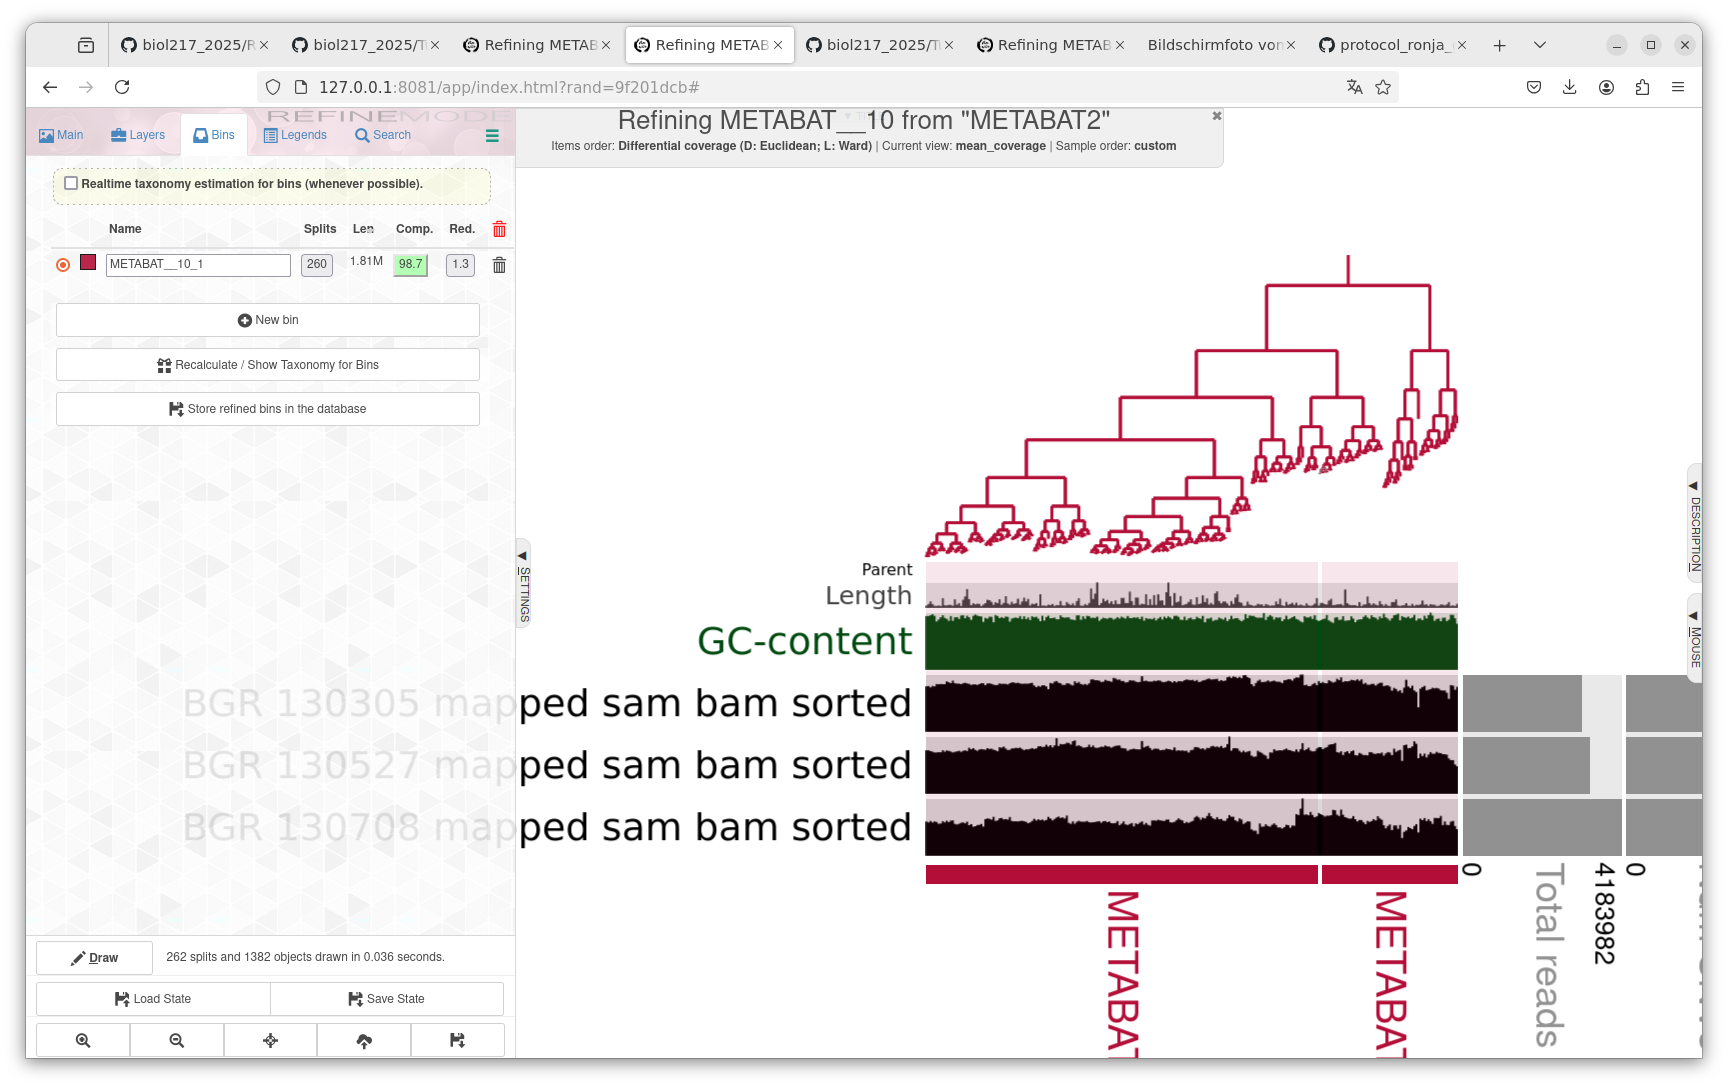 biol217_2025/R
biol217_2025/Tu
Refining METAB
Refining METAB
biol217_2025/Tu
Refining METAB
Bildschirmfoto von
protocol_ronja_
127.0.0.1:8081/app/index.html?rand=9f201dcb#
REFINEMODE
Main
Layers
Bins
Legends
Search
Realtime taxonomy estimation for bins (whenever possible).
Name Splits Len Comp. Red.
METABAT__10_1 260 1.81M 98.7 1.3
New bin
Recalculate / Show Taxonomy for Bins
Store refined bins in the database
Draw
262 splits and 1382 objects drawn in 0.036 seconds.
Load State
Save State
Refining METABAT__10 from "METABAT2"
Items order: Differential coverage (D: Euclidean; L: Ward) | Current view: mean_coverage | Sample order: custom
◀ SETTINGS
◀ DESCRIPTION
◀ MOUSE
Parent
Length
GC-content
BGR 130305 mapped sam bam sorted
BGR 130527 mapped sam bam sorted
BGR 130708 mapped sam bam sorted
METABAT
METABAT
0
Total reads
4183982
0